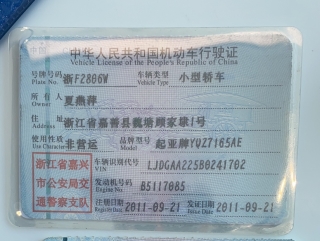 中华人民共和国机动车行驶证
Vehicle License of the People's Republic of China
号牌号码 浙F2806W 车辆类型 小型轿车
Plate No. Vehicle Type
所有人 夏燕萍
Owner
住址 浙江省嘉善县魏塘顾家埭1号
Address
使用性质 非营运 品牌型号 起亚牌YQZ7165AE
Use Character Model
浙江省嘉兴 车辆识别代号 LJDGAA225B0241702
VIN
市公安局交 发动机号码 B5117085
Engine No.
通警察支队 注册日期 2011-09-21 发证日期 2011-09-21
Register Date Issue Date